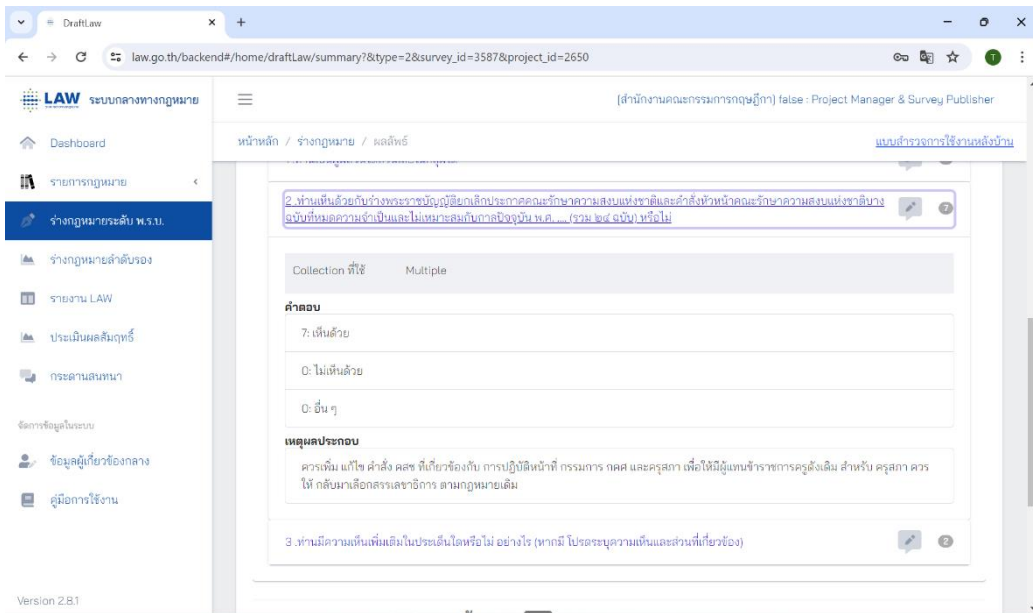 DraftLaw
law.go.th/backend#/home/draftLaw/summary?&type=2&survey_id=3587&project_id=2650
T
LAW ระบบกลางทางกฎหมาย
(สำนักงานคณะกรรมการกฤษฎีกา) false : Project Manager & Survey Publisher
Dashboard
หน้าหลัก / ร่างกฎหมาย / ผลลัพธ์
แบบสำรวจการใช้งานหลังบ้าน
รายการกฎหมาย
ร่างกฎหมายระดับ พ.ร.บ.
ร่างกฎหมายลำดับรอง
รายงาน LAW
ประเมินผลสัมฤทธิ์
กระดานสนทนา
จัดการข้อมูลในระบบ
ข้อมูลผู้เกี่ยวข้องกลาง
คู่มือการใช้งาน
Version 2.8.1
2 .ท่านเห็นด้วยกับร่างพระราชบัญญัติยกเลิกประกาศคณะรักษาความสงบแห่งชาติและคำสั่งหัวหน้าคณะรักษาความสงบแห่งชาติบาง
ฉบับที่หมดความจำเป็นและไม่เหมาะสมกับกาลปัจจุบัน พ.ศ. .... (รวม ๒๔ ฉบับ) หรือไม่
7
Collection ที่ใช้ Multiple
คำตอบ
7: เห็นด้วย
0: ไม่เห็นด้วย
0: อื่น ๆ
เหตุผลประกอบ
ควรเพิ่ม แก้ไข คำสั่ง คสช ที่เกี่ยวข้องกับ การปฏิบัติหน้าที่ กรรมการ กคศ และครุสภา เพื่อให้มีผู้แทนข้าราชการครูดังเดิม สำหรับ ครุสภา ควร
ให้ กลับมาเลือกสรรเลขาธิการ ตามกฎหมายเดิม
3 .ท่านมีความเห็นเพิ่มเติมในประเด็นใดหรือไม่ อย่างไร (หากมี โปรดระบุความเห็นและส่วนที่เกี่ยวข้อง)
2